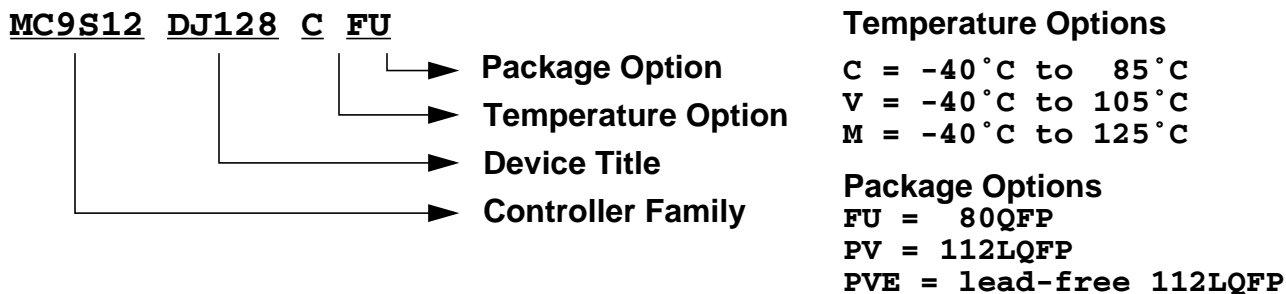 MC9S12 DJ128 C FU
Package Option
Temperature Option
Device Title
Controller Family
Temperature Options
C = -40˚C to  85˚C
V = -40˚C to 105˚C
M = -40˚C to 125˚C
Package Options
FU =  80QFP
PV = 112LQFP
PVE = lead-free 112LQFP